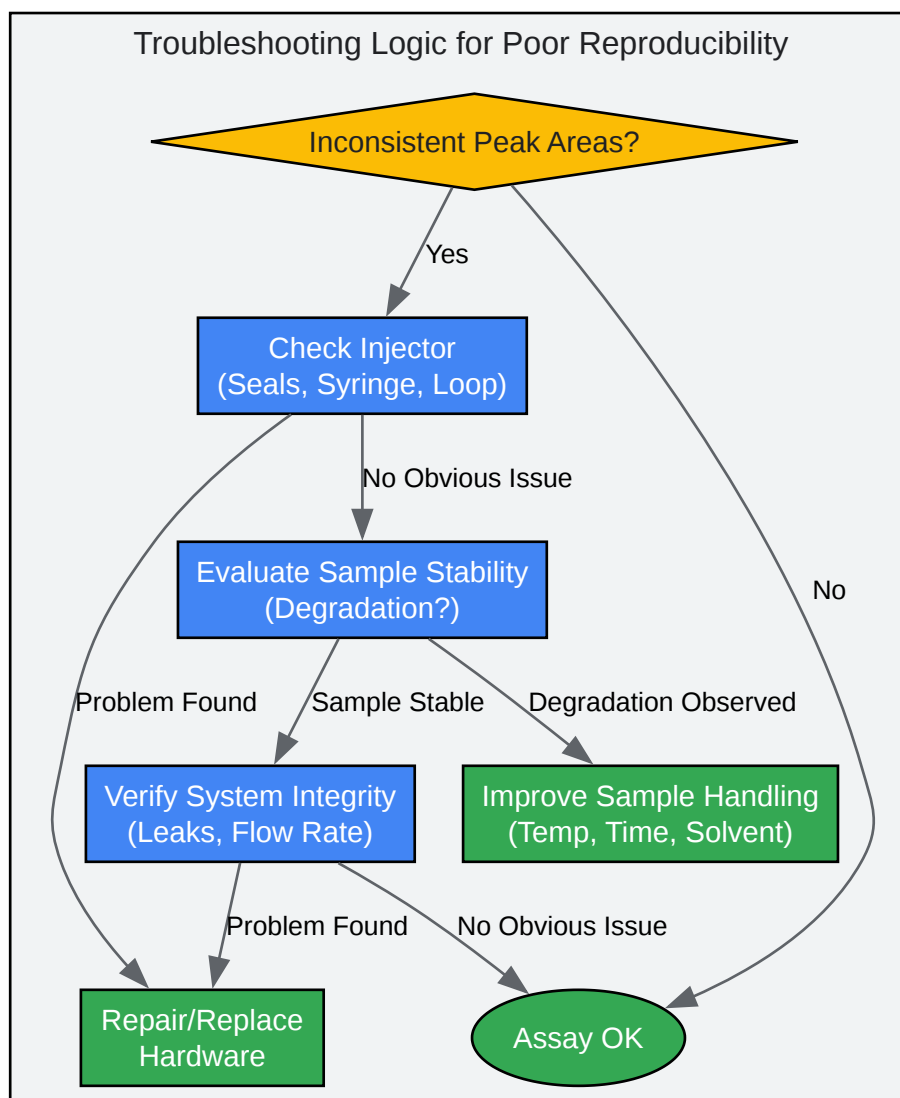 Troubleshooting Logic for Poor Reproducibility
Inconsistent Peak Areas?
Yes
Check Injector
(Seals, Syringe, Loop)
No Obvious Issue
Evaluate Sample Stability
(Degradation?)
No
Problem Found
Sample Stable
Degradation Observed
Verify System Integrity
(Leaks, Flow Rate)
Improve Sample Handling
(Temp, Time, Solvent)
Problem Found
No Obvious Issue
Repair/Replace
Hardware
Assay OK